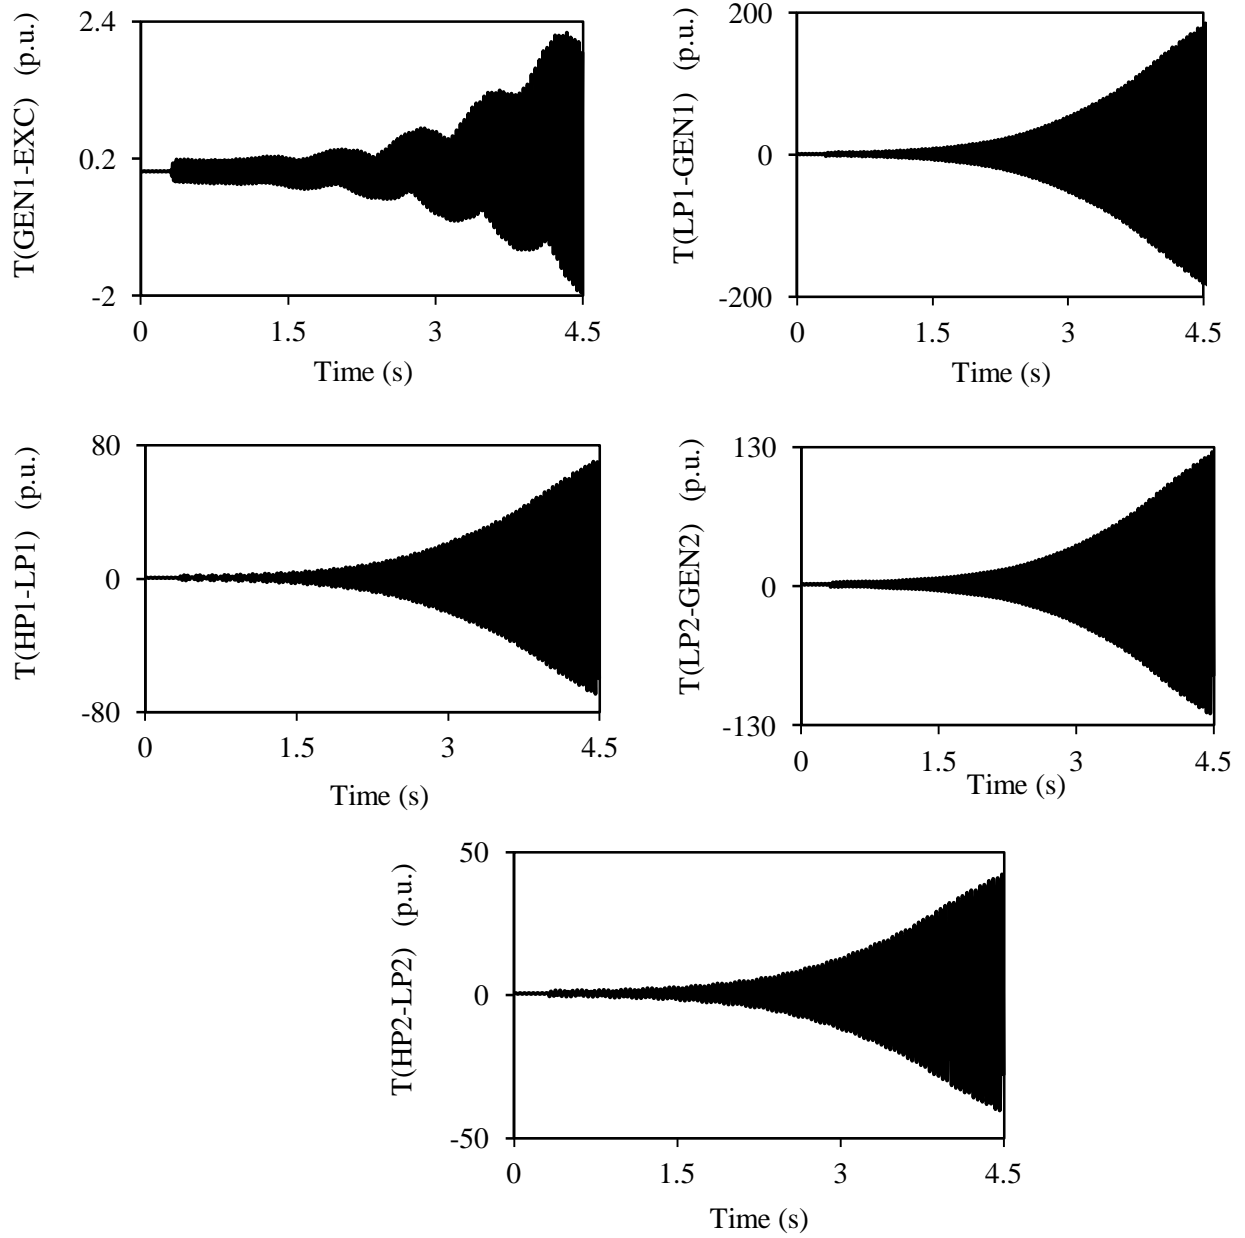 T(GEN1-EXC) (p.u.)
2.4
0.2
-2
0 1.5 3 4.5
Time (s)
T(LP1-GEN1) (p.u.)
200
0
-200
0 1.5 3 4.5
Time (s)
T(HP1-LP1) (p.u.)
80
0
-80
0 1.5 3 4.5
Time (s)
T(LP2-GEN2) (p.u.)
130
0
-130
0 1.5 3 4.5
Time (s)
T(HP2-LP2) (p.u.)
50
0
-50
0 1.5 3 4.5
Time (s)